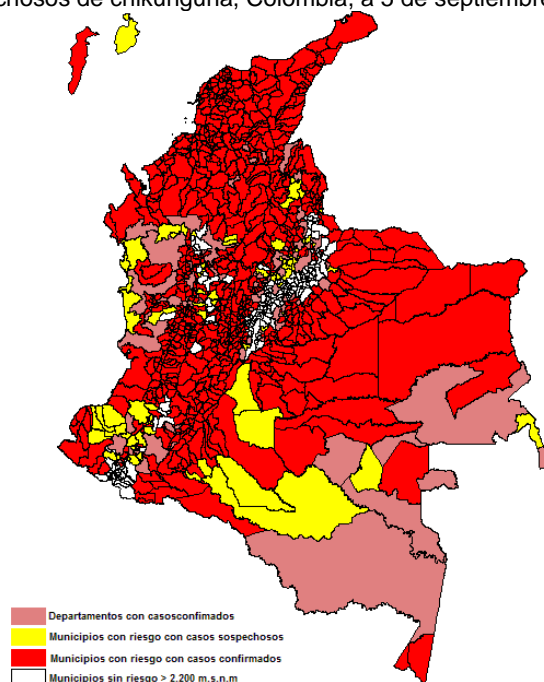 chosos de chikunguña, Colombia, a 5 de septiembre
Departamentos con casosconfimados
Municipios con riesgo con casos sospechosos
Municipios con riesgo con casos confirmados
Municipios sin riesgo > 2.200 m.s.n.m